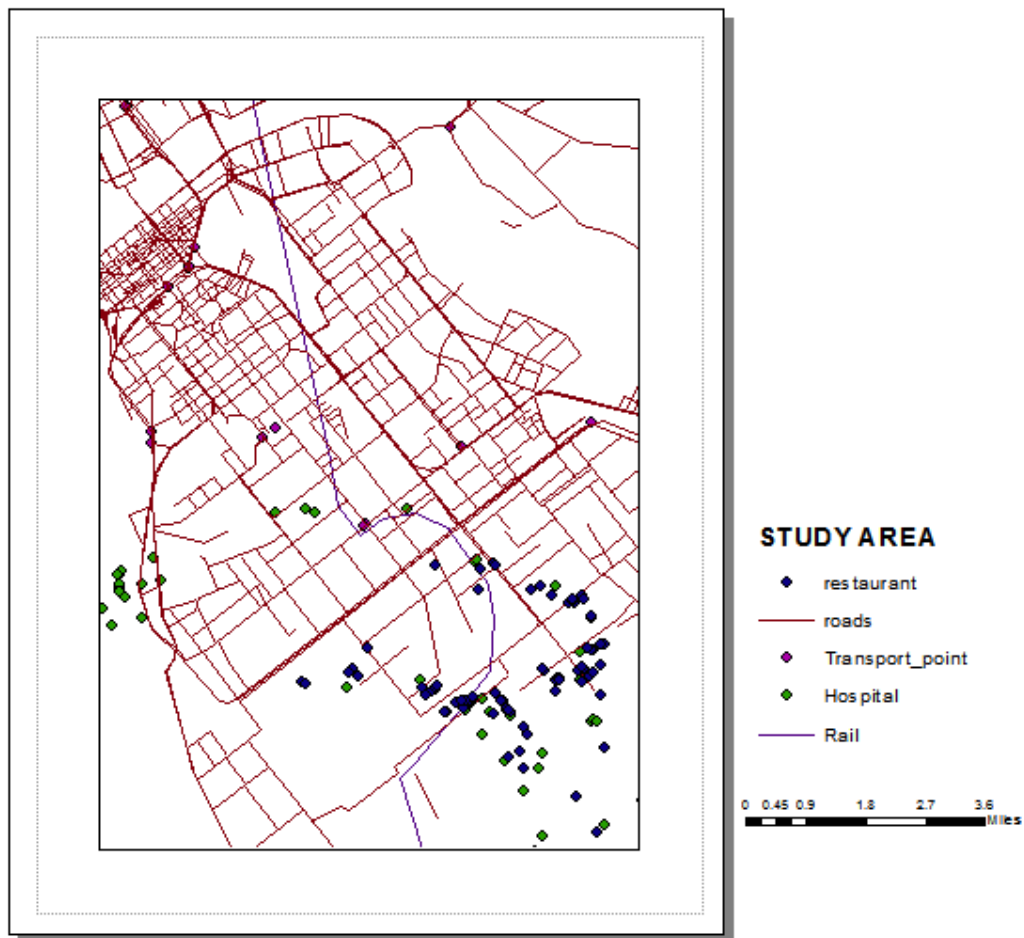 STUDY AREA
restaurant
roads
Transport_point
Hospital
Rail
0 0.45 0.9 1.8 2.7 3.6
Miles